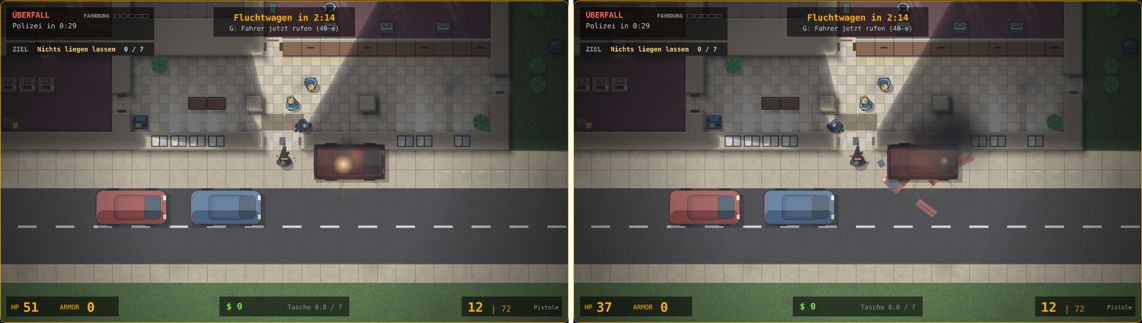 ÜBERFALL FAHNDUNG
Polizei in 0:29
ZIEL Nichts liegen lassen 0 / 7
Fluchtwagen in 2:14
G: Fahrer jetzt rufen (40 s)
HP 51 ARMOR 0
$ 0 Tasche 0.0 / 7
12 | 72 Pistole
ÜBERFALL FAHNDUNG
Polizei in 0:29
ZIEL Nichts liegen lassen 0 / 7
Fluchtwagen in 2:14
G: Fahrer jetzt rufen (40 s)
HP 37 ARMOR 0
$ 0 Tasche 0.0 / 7
12 | 72 Pistole